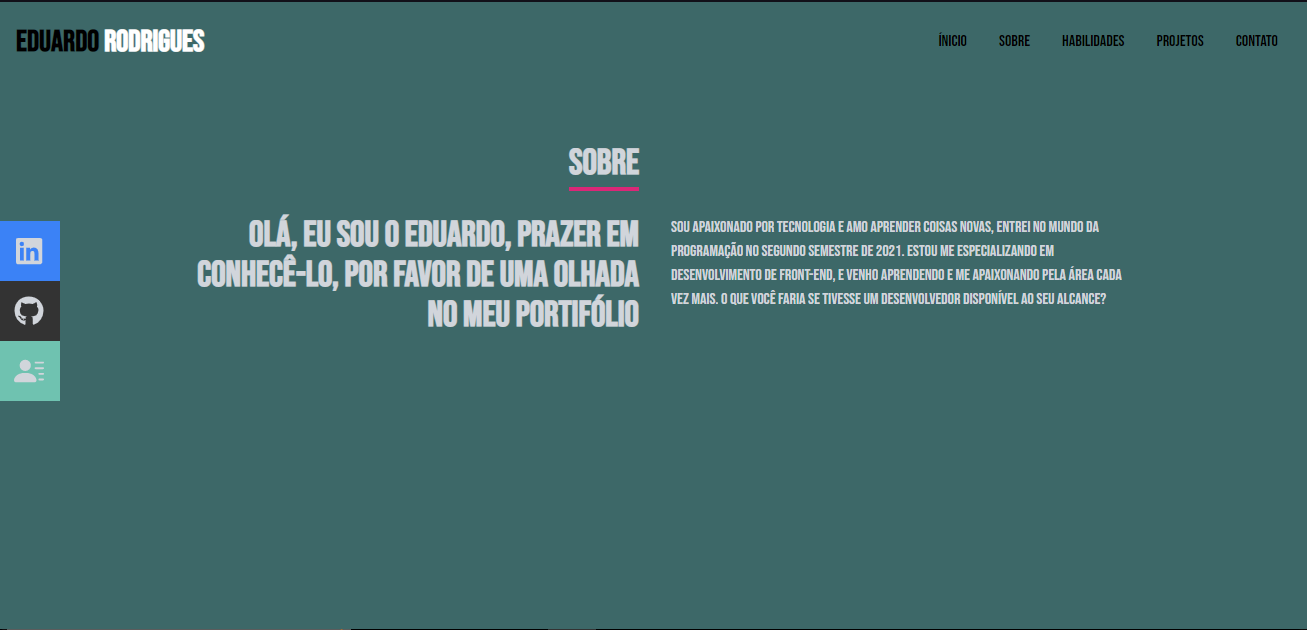 EDUARDO RODRIGUES
ÍNICIO SOBRE HABILIDADES PROJETOS CONTATO
SOBRE
OLÁ, EU SOU O EDUARDO, PRAZER EM
CONHECÊ-LO, POR FAVOR DE UMA OLHADA
NO MEU PORTIFÓLIO
SOU APAIXONADO POR TECNOLOGIA E AMO APRENDER COISAS NOVAS, ENTREI NO MUNDO DA
PROGRAMAÇÃO NO SEGUNDO SEMESTRE DE 2021. ESTOU ME ESPECIALIZANDO EM
DESENVOLVIMENTO DE FRONT-END, E VENHO APRENDENDO E ME APAIXONANDO PELA ÁREA CADA
VEZ MAIS. O QUE VOCÊ FARIA SE TIVESSE UM DESENVOLVEDOR DISPONÍVEL AO SEU ALCANCE?
in